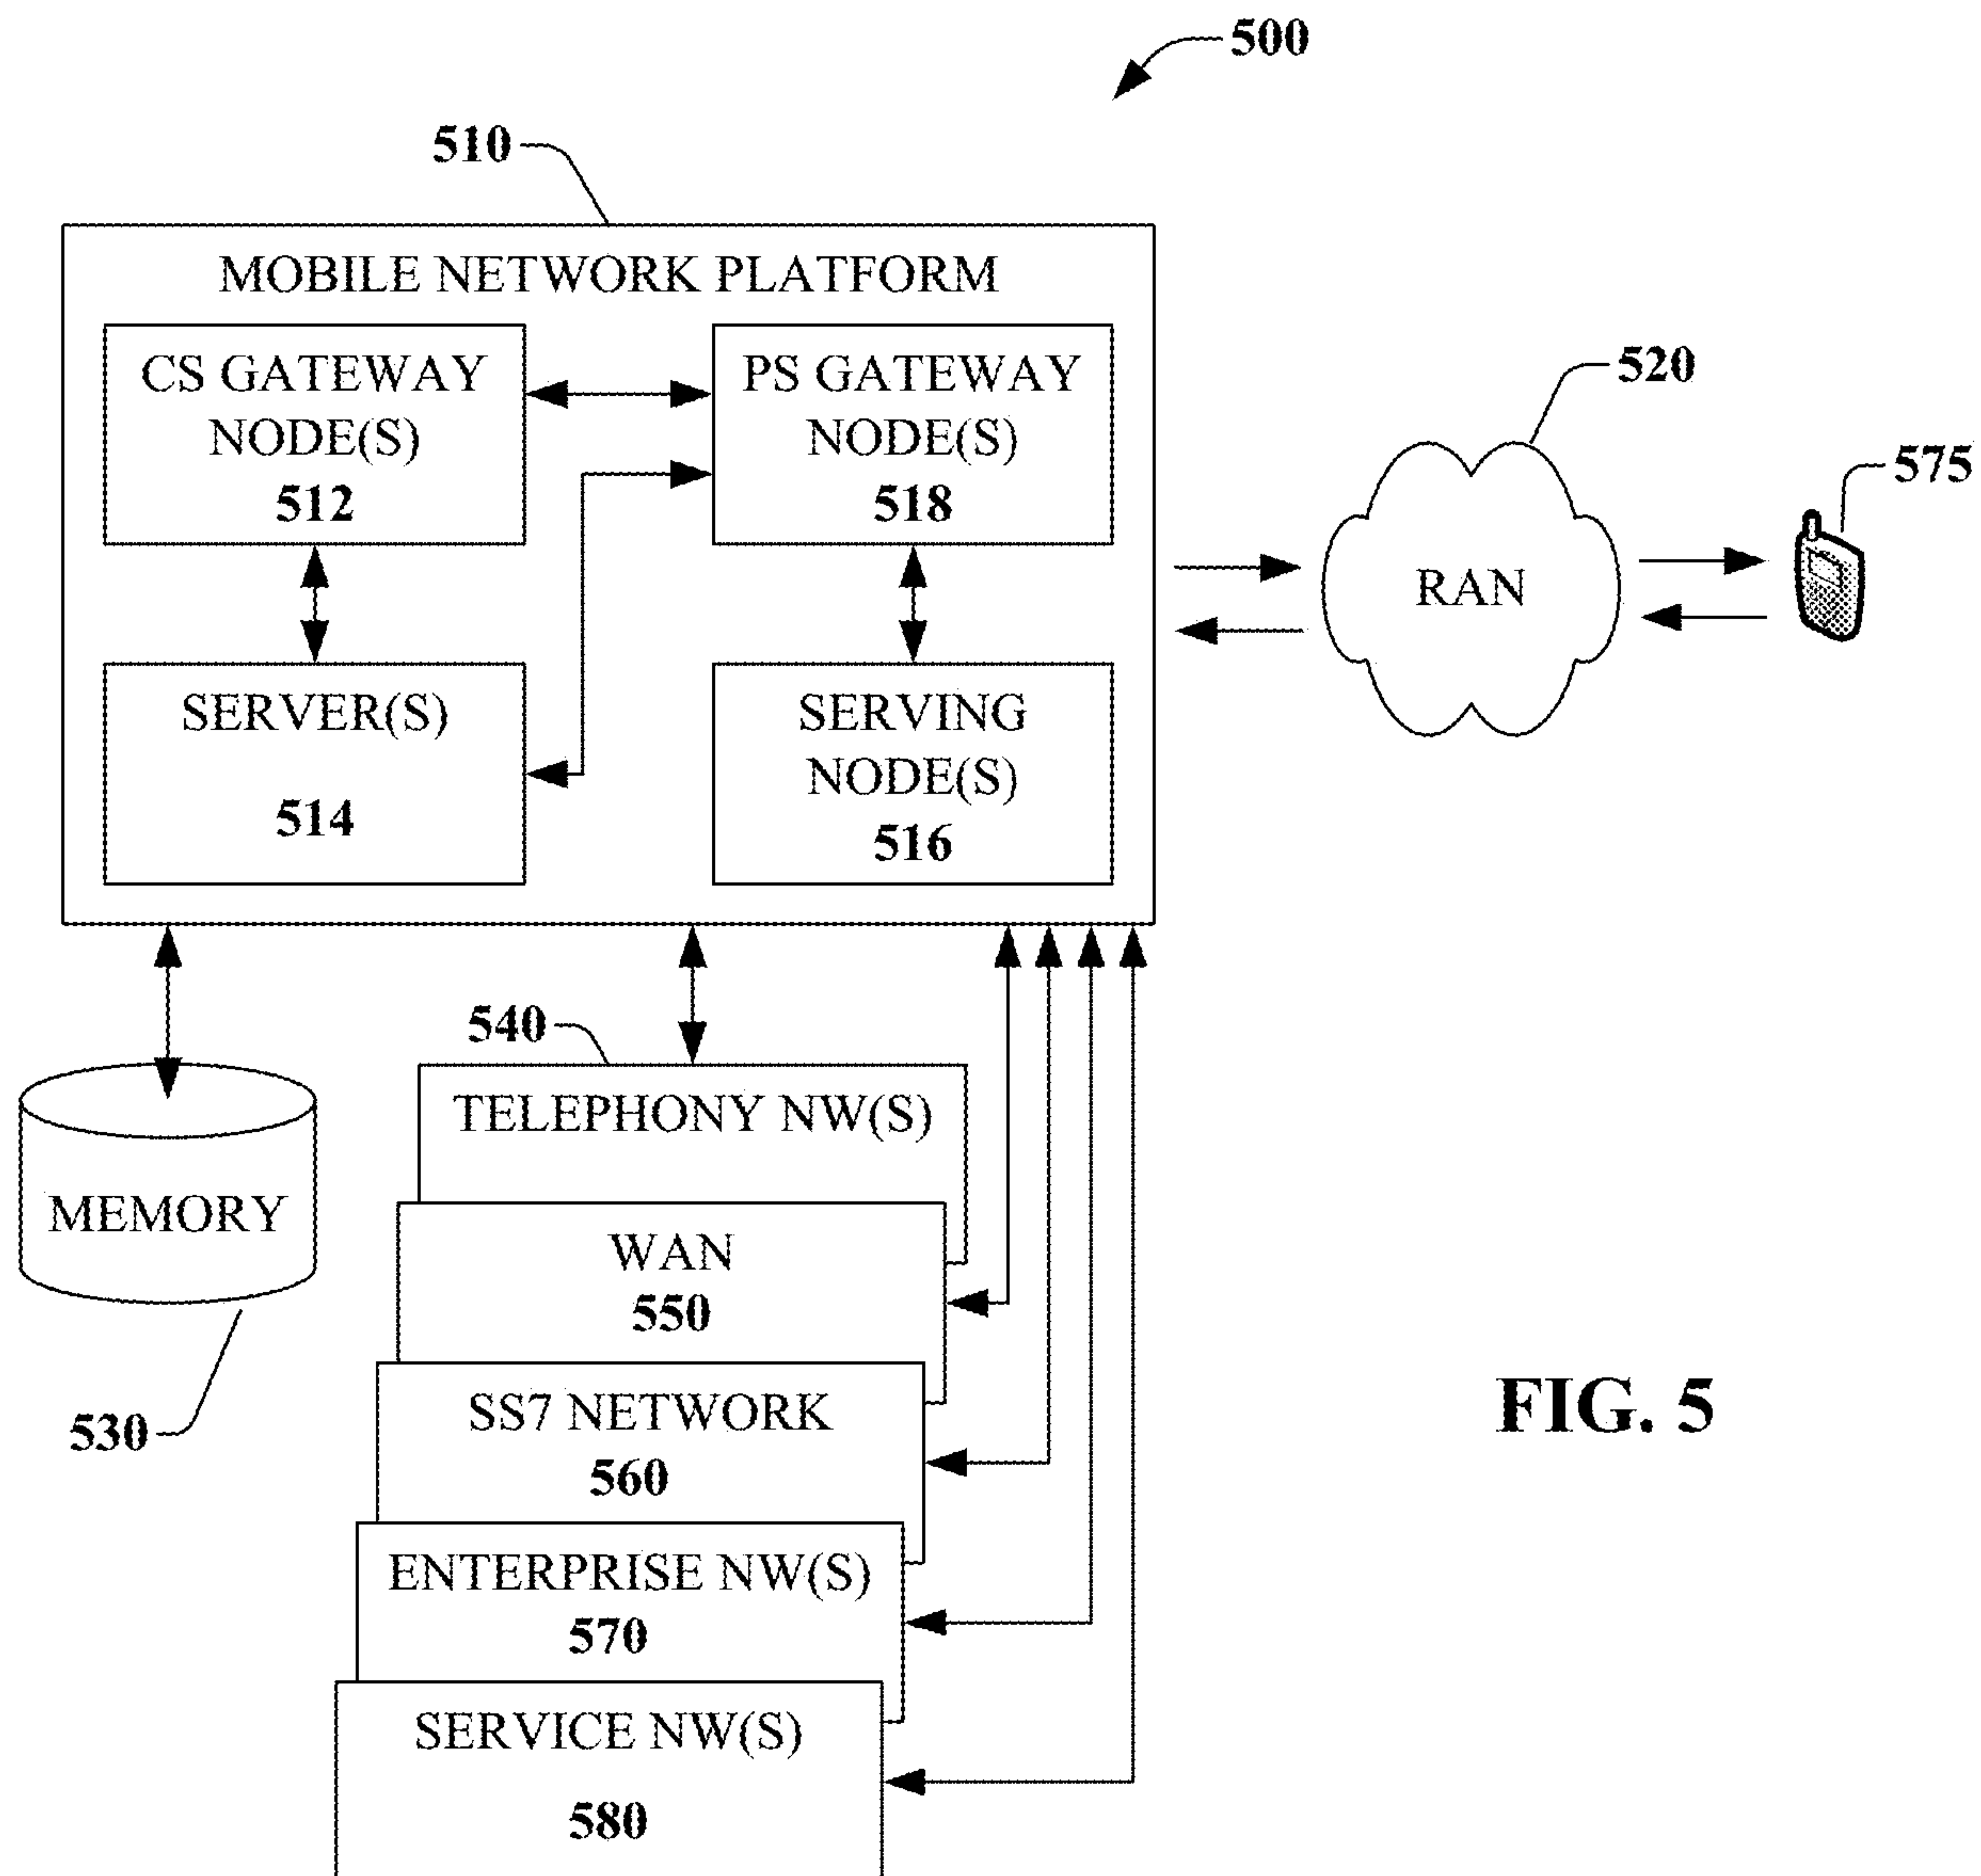 500
510
MOBILE NETWORK PLATFORM
CS GATEWAY
NODE(S)
512
PS GATEWAY
NODE(S)
518
SERVER(S)
514
SERVING
NODE(S)
516
520
RAN
575
540
TELEPHONY NW(S)
MEMORY
530
WAN
550
SS7 NETWORK
560
ENTERPRISE NW(S)
570
SERVICE NW(S)
580
FIG. 5